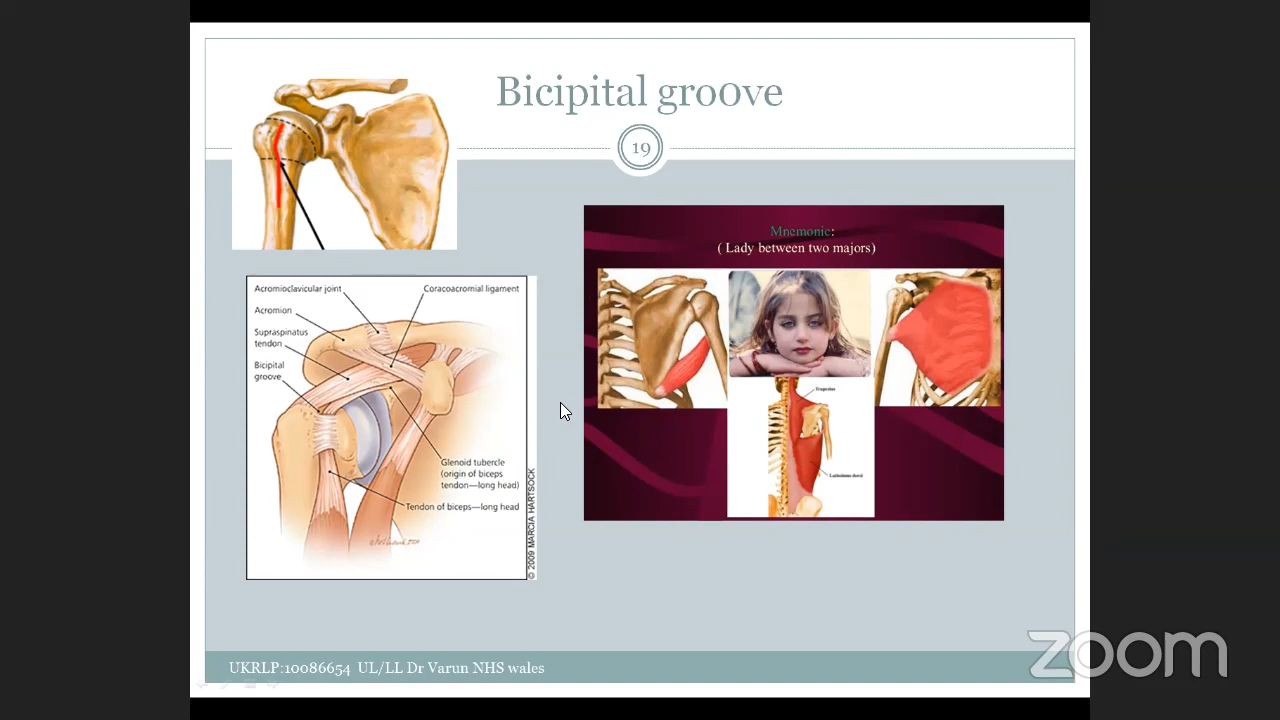 Bicipital gro0ve
19
Mnemonic:
( Lady between two majors)
Acromioclavicular joint
Coracoacromial ligament
Acromion
Supraspinatus
tendon
Bicipital
groove
Glenoid tubercle
(origin of biceps
tendon—long head)
Tendon of biceps—long head
© 2009 MARCIA HARTSOCK
Trapezius
Latissimus dorsi
UKRLP:10086654 UL/LL Dr Varun NHS wales
zoom